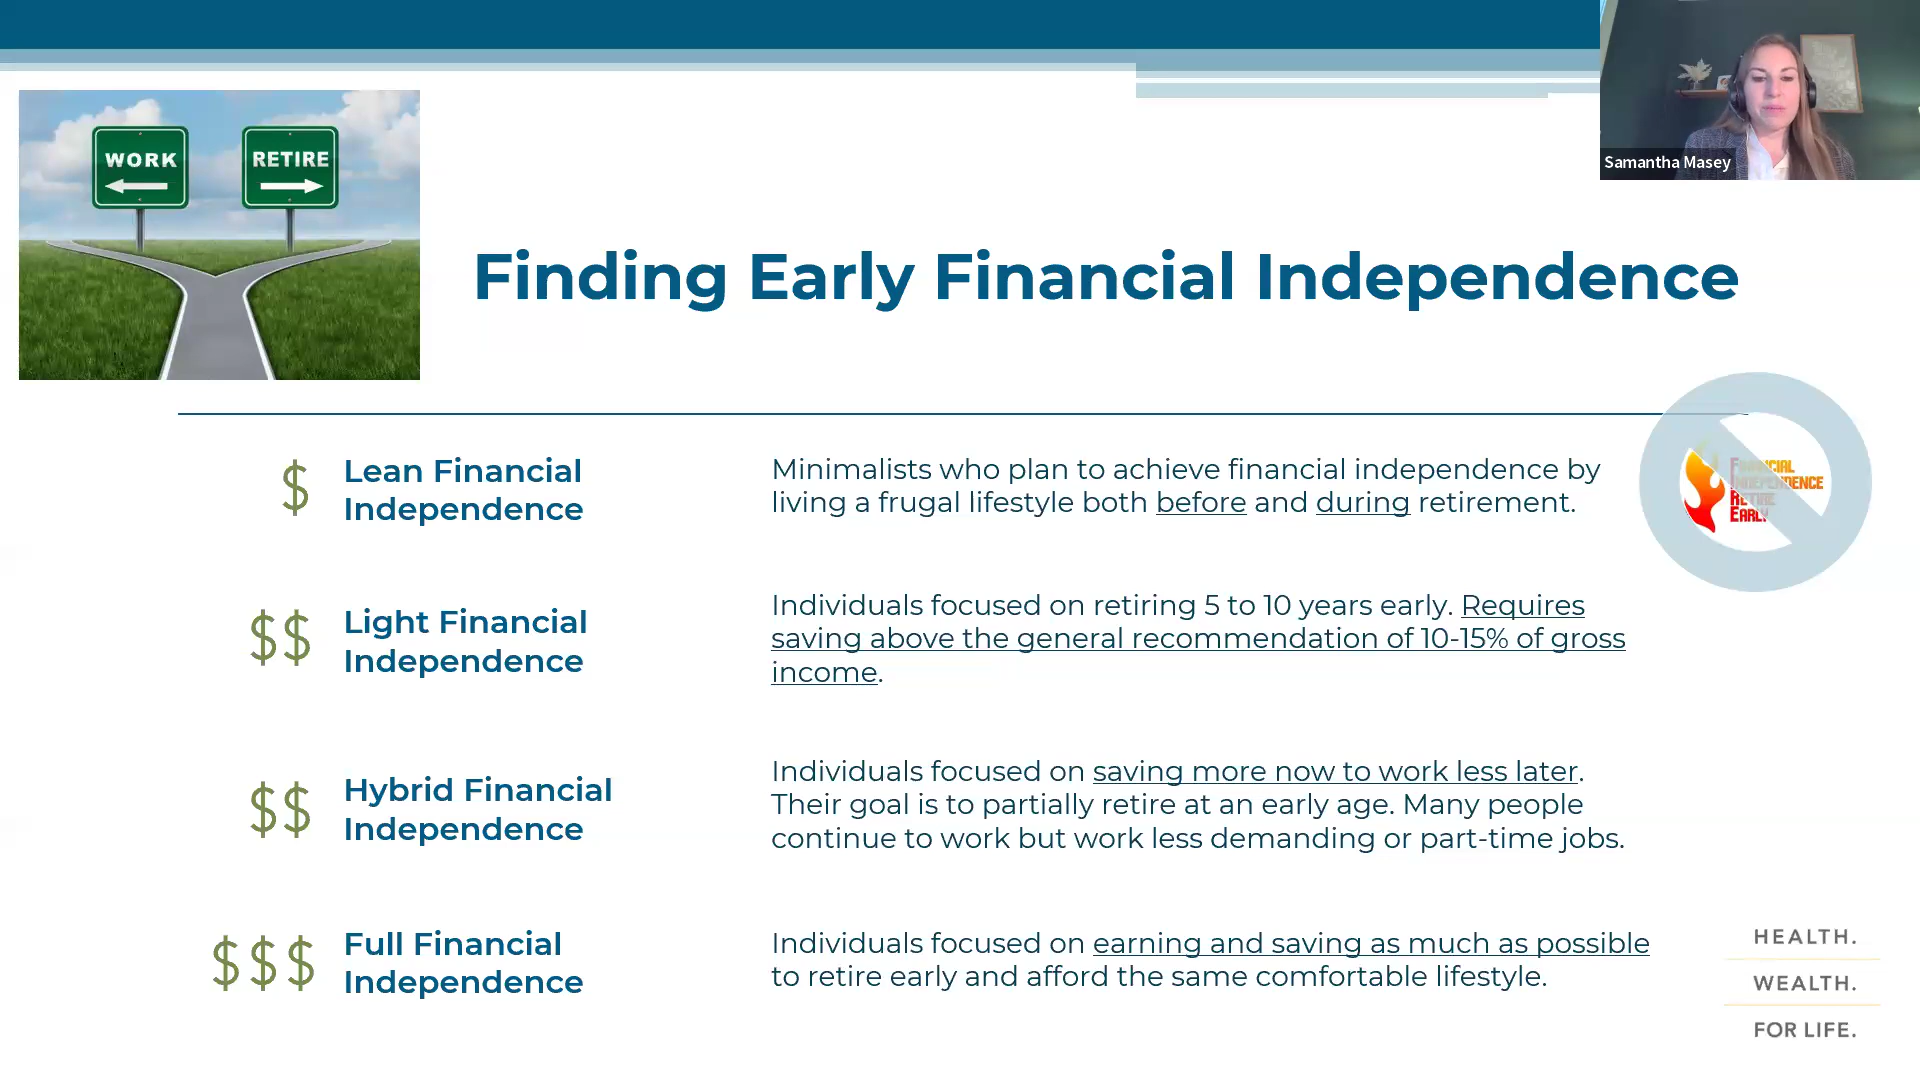 Samantha Masey
WORK
RETIRE
Finding Early Financial Independence
$
Lean Financial
Independence
Minimalists who plan to achieve financial independence by
living a frugal lifestyle both before and during retirement.
FINANCIAL
INDEPENDENCE
RETIRE
EARLY
$$
Light Financial
Independence
Individuals focused on retiring 5 to 10 years early. Requires
saving above the general recommendation of 10-15% of gross
income.
$$
Hybrid Financial
Independence
Individuals focused on saving more now to work less later.
Their goal is to partially retire at an early age. Many people
continue to work but work less demanding or part-time jobs.
$$$
Full Financial
Independence
Individuals focused on earning and saving as much as possible
to retire early and afford the same comfortable lifestyle.
HEALTH.
WEALTH.
FOR LIFE.